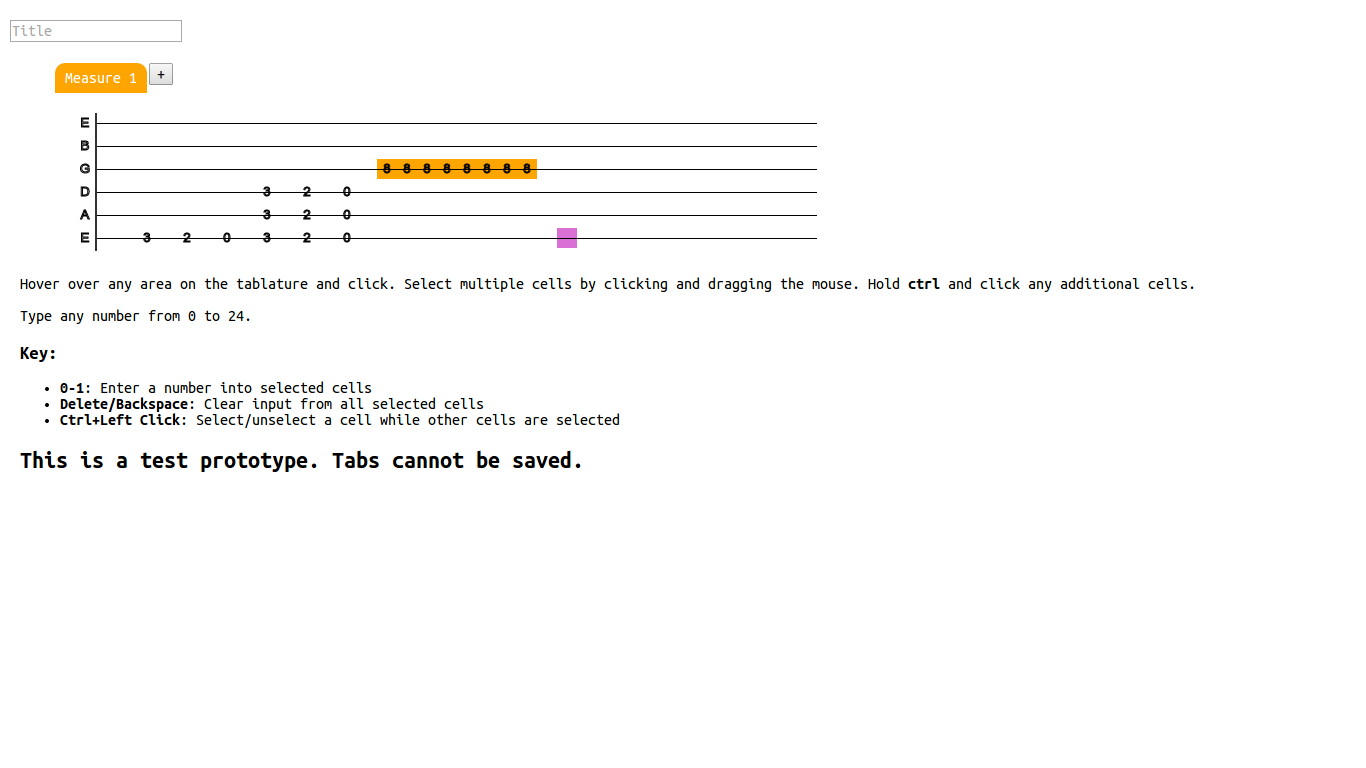 Title
Measure 1 +
E
B
G 8 8 8 8 8 8 8 8
D 3 2 0
A 3 2 0
E 3 2 0 3 2 0
Hover over any area on the tablature and click. Select multiple cells by clicking and dragging the mouse. Hold ctrl and click any additional cells.
Type any number from 0 to 24.
Key:
• 0-1: Enter a number into selected cells
• Delete/Backspace: Clear input from all selected cells
• Ctrl+Left Click: Select/unselect a cell while other cells are selected
This is a test prototype. Tabs cannot be saved.